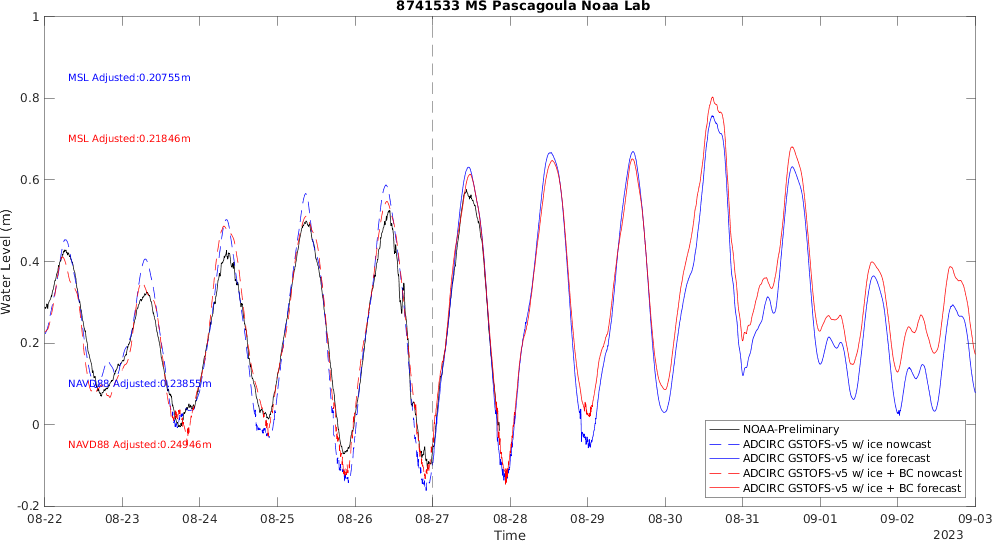 8741533 MS Pascagoula Noaa Lab
1
0.8
0.6
0.4
0.2
0
-0.2
Water Level (m)
MSL Adjusted:0.20755m
MSL Adjusted:0.21846m
NAVD88 Adjusted:0.23855m
NAVD88 Adjusted:0.24946m
NOAA-Preliminary
ADCIRC GSTOFS-v5 w/ ice nowcast
ADCIRC GSTOFS-v5 w/ ice forecast
ADCIRC GSTOFS-v5 w/ ice + BC nowcast
ADCIRC GSTOFS-v5 w/ ice + BC forecast
08-22 08-23 08-24 08-25 08-26 08-27 08-28 08-29 08-30 08-31 09-01 09-02 09-03
Time
2023